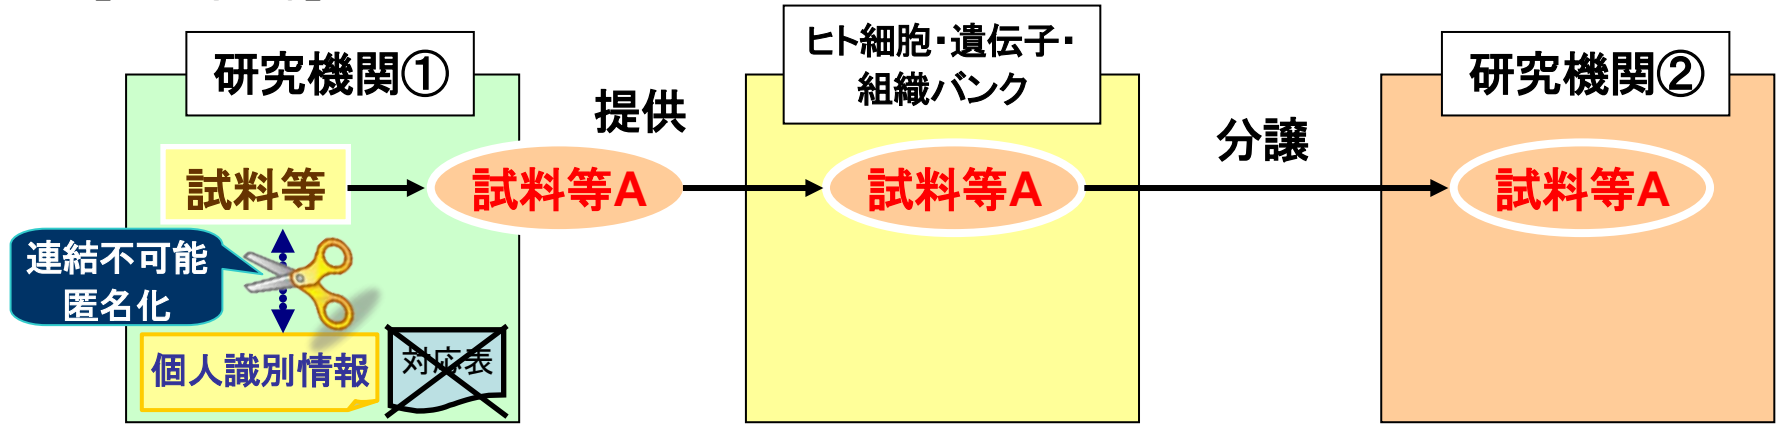 研究機関①
ヒト細胞・遺伝子・
組織バンク
研究機関②
提供
分譲
試料等
試料等A
試料等A
試料等A
連結不可能
匿名化
個人識別情報
対応表